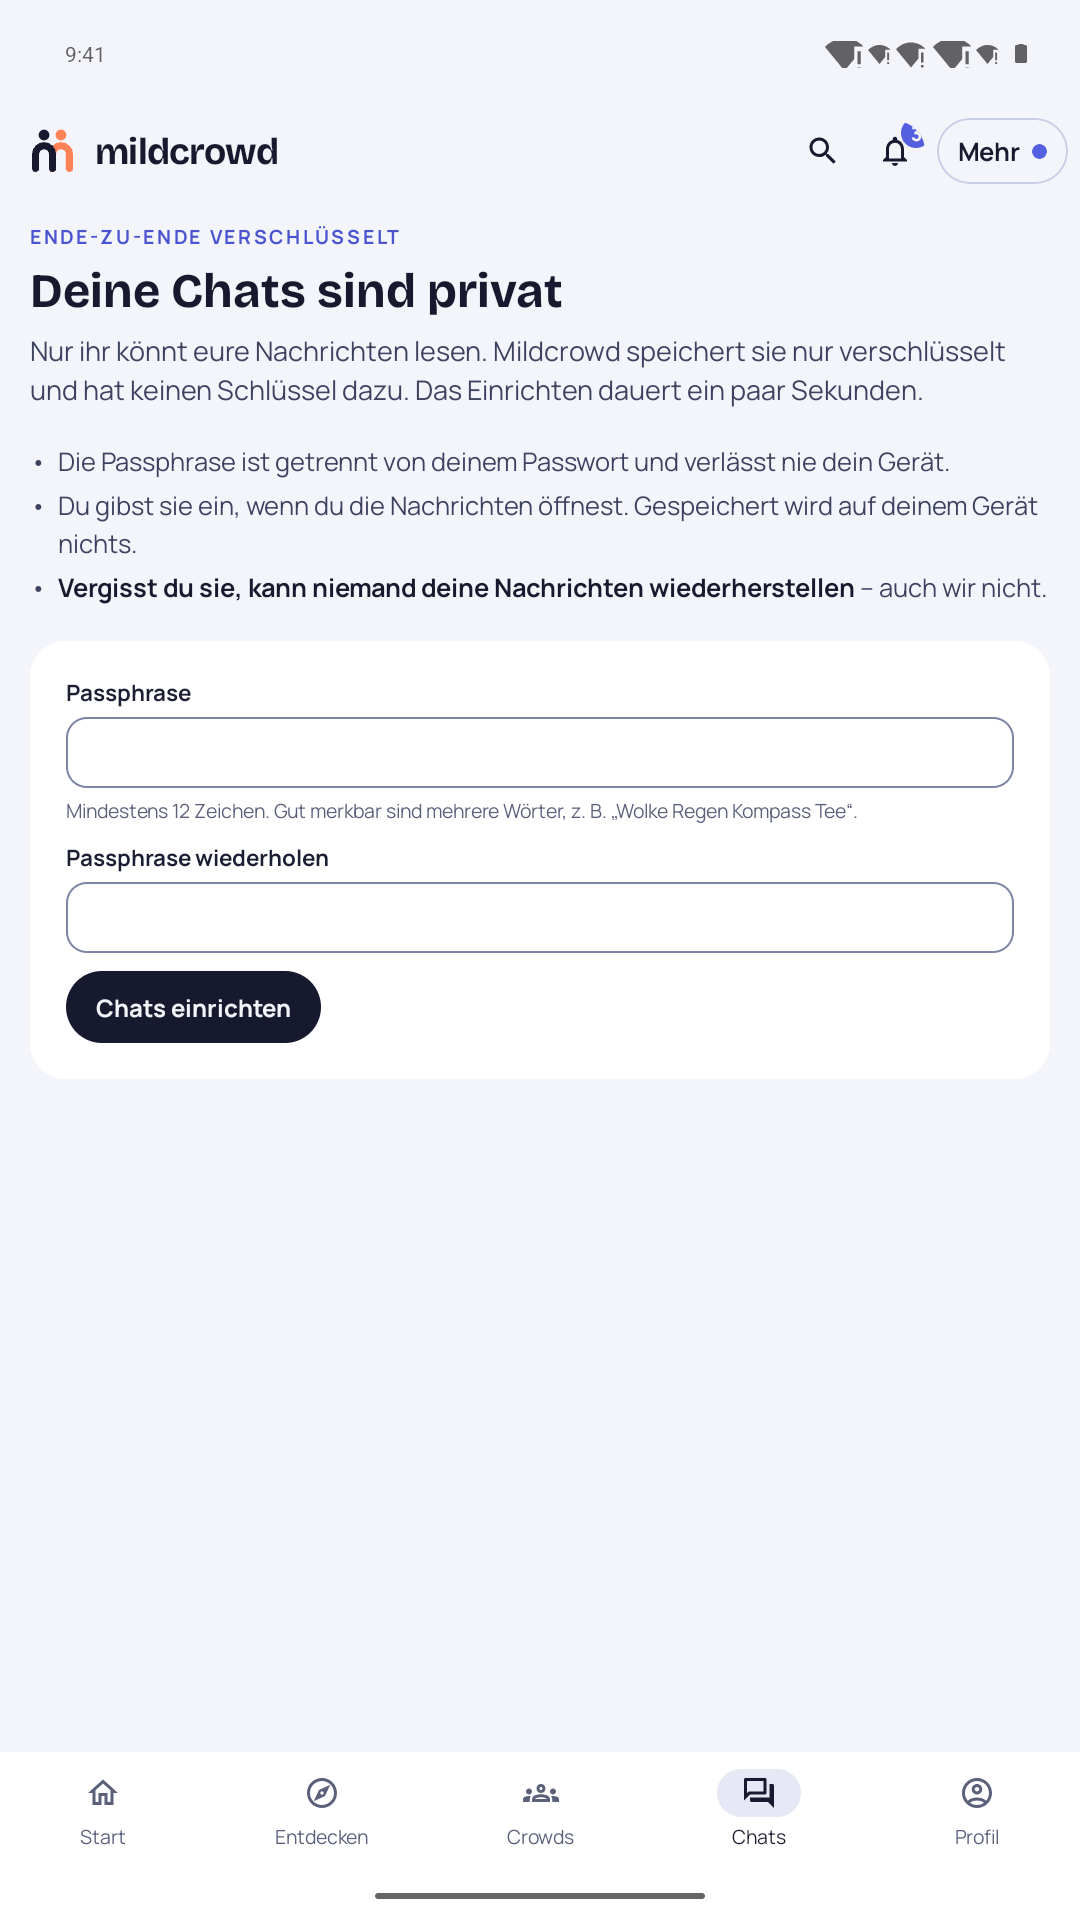 9:41
mildcrowd
3
Mehr
ENDE-ZU-ENDE VERSCHLÜSSELT
Deine Chats sind privat
Nur ihr könnt eure Nachrichten lesen. Mildcrowd speichert sie nur verschlüsselt
und hat keinen Schlüssel dazu. Das Einrichten dauert ein paar Sekunden.
• Die Passphrase ist getrennt von deinem Passwort und verlässt nie dein Gerät.
• Du gibst sie ein, wenn du die Nachrichten öffnest. Gespeichert wird auf deinem Gerät
nichts.
• Vergisst du sie, kann niemand deine Nachrichten wiederherstellen – auch wir nicht.
Passphrase
Mindestens 12 Zeichen. Gut merkbar sind mehrere Wörter, z. B. „Wolke Regen Kompass Tee“.
Passphrase wiederholen
Chats einrichten
Start
Entdecken
Crowds
Chats
Profil